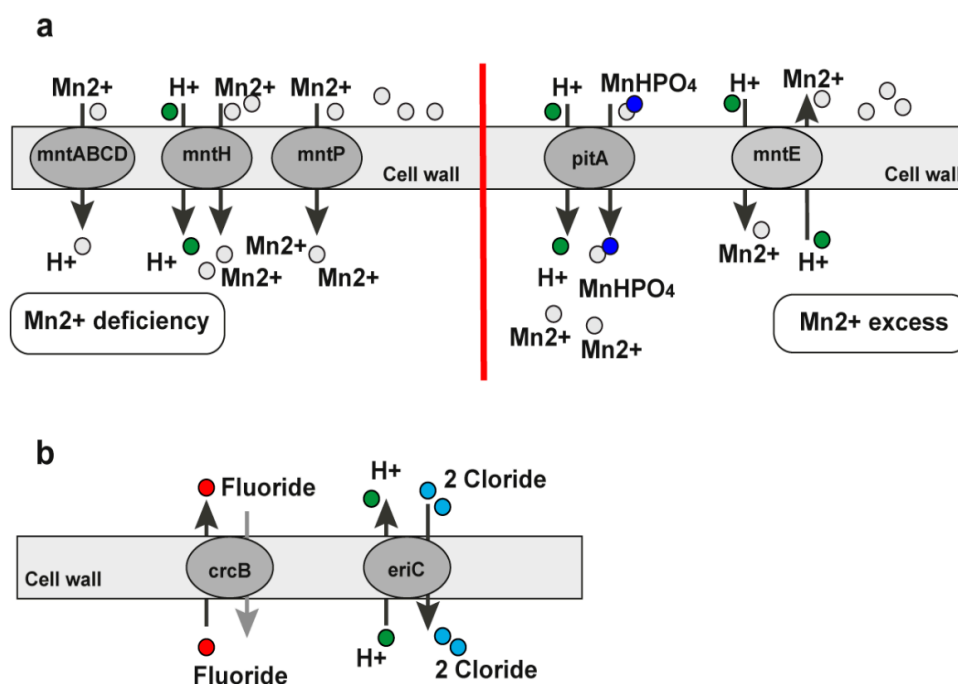 a
Mn2+ H+ Mn2+ Mn2+ H+ MnHPO4 H+ Mn2+
mntABCD mntH mntP Cell wall pitA mntE Cell wall
H+ H+ Mn2+ Mn2+ Mn2+ H+ MnHPO4 Mn2+ H+
Mn2+ deficiency Mn2+ Mn2+ Mn2+ excess
b
Fluoride H+ 2 Cloride
Cell wall crcB eriC
Fluoride H+ 2 Cloride